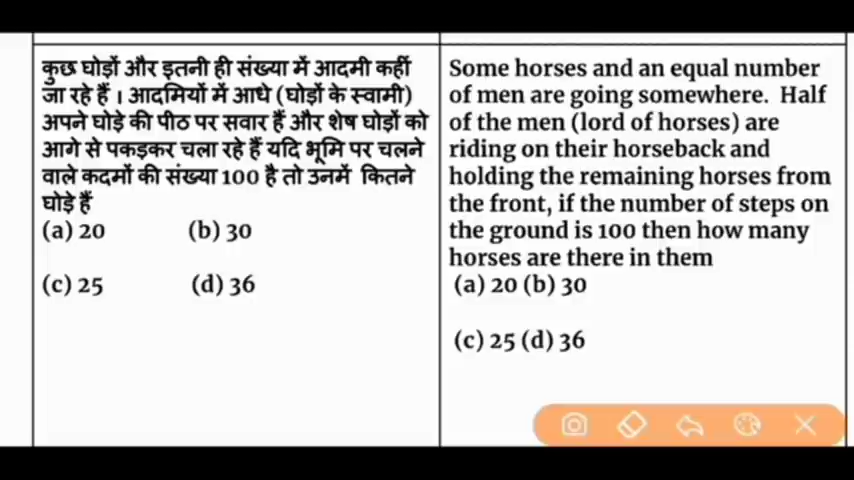 कुछ घोड़ों और इतनी ही संख्या में आदमी कहीं
जा रहे हैं । आदमियों में आधे (घोड़ों के स्वामी)
अपने घोड़े की पीठ पर सवार हैं और शेष घोड़ों को
आगे से पकड़कर चला रहे हैं यदि भूमि पर चलने
वाले कदमों की संख्या 100 है तो उनमें कितने
घोड़े हैं
(a) 20 (b) 30
(c) 25 (d) 36
Some horses and an equal number
of men are going somewhere. Half
of the men (lord of horses) are
riding on their horseback and
holding the remaining horses from
the front, if the number of steps on
the ground is 100 then how many
horses are there in them
(a) 20 (b) 30
(c) 25 (d) 36